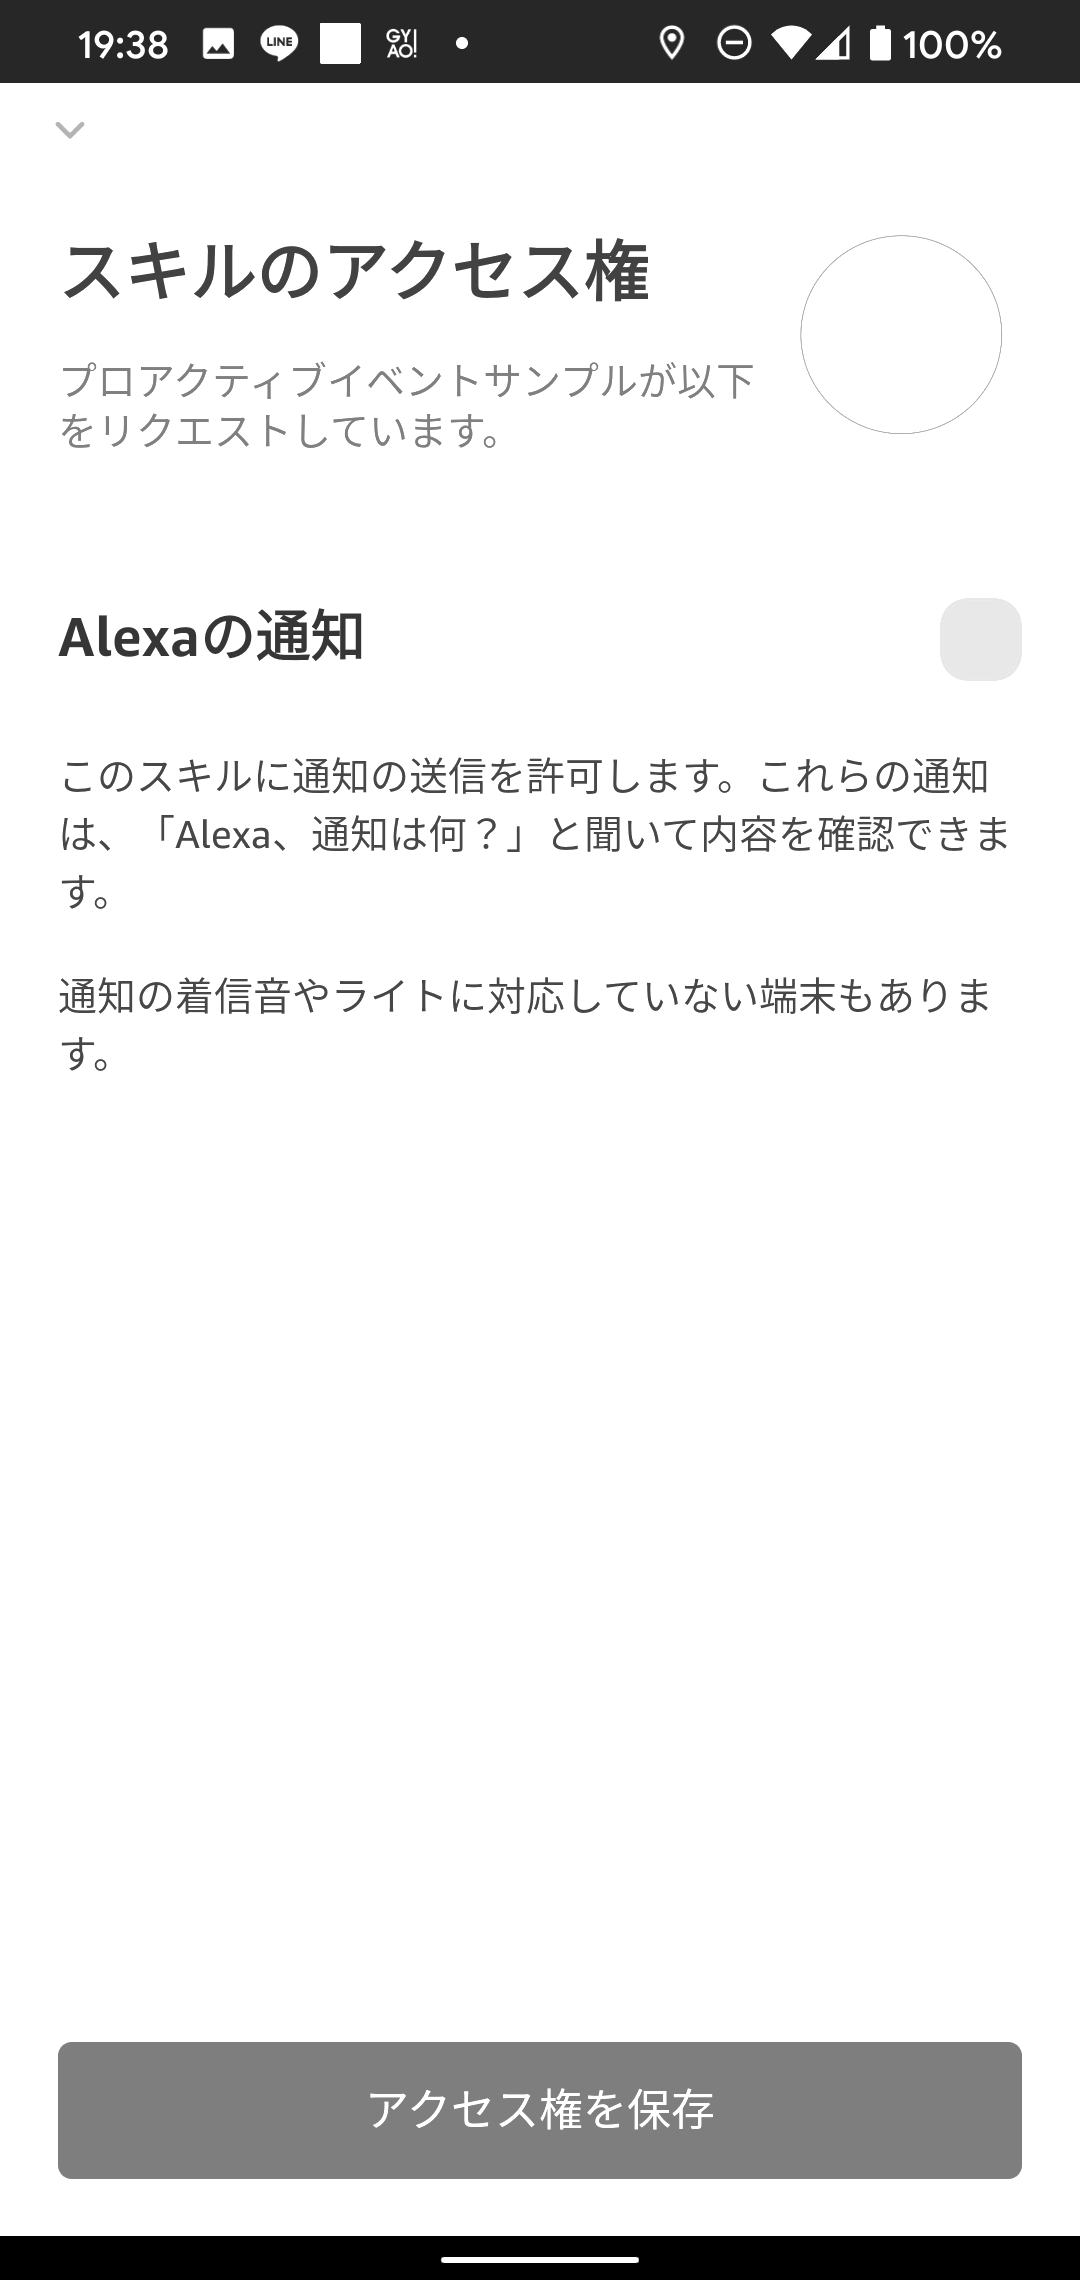 19:38 LINE GYAO! 100%
スキルのアクセス権
プロアクティブイベントサンプルが以下
をリクエストしています。
Alexaの通知
このスキルに通知の送信を許可します。これらの通知
は、「Alexa、通知は何？」と聞いて内容を確認できま
す。
通知の着信音やライトに対応していない端末もありま
す。
アクセス権を保存